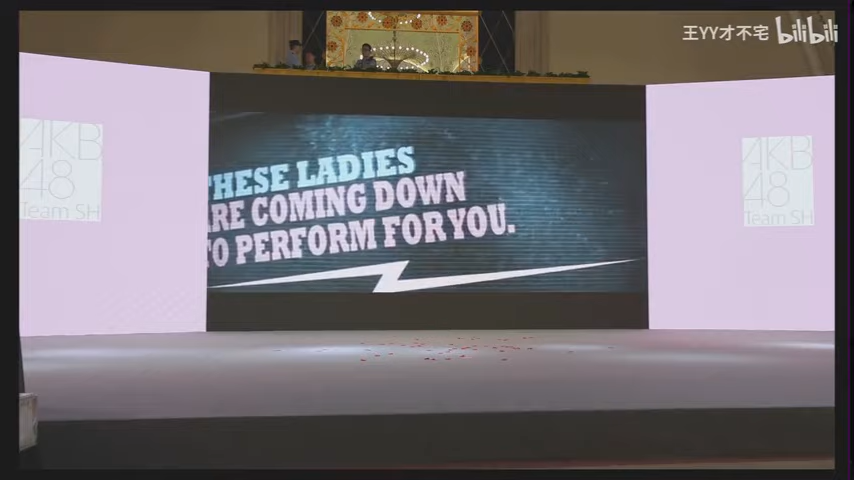 王YY才不宅 bilibili
THESE LADIES
ARE COMING DOWN
TO PERFORM FOR YOU.
AKB
48
Team SH
AKB
48
Team SH